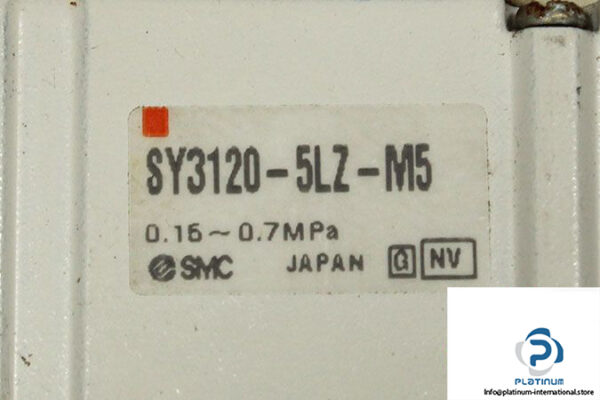 SY3120-5LZ-M5
0.15~0.7MPa
SMC JAPAN G NV
PLATINUM
info@platinum-international.store